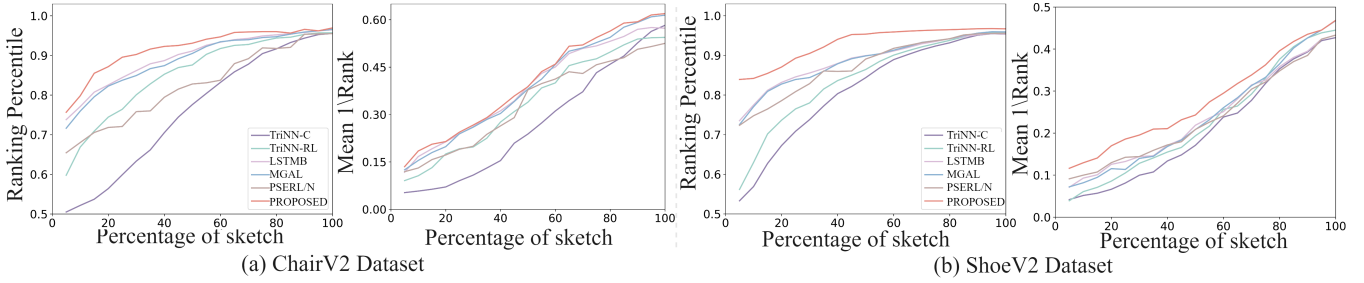 Ranking Percentile
1.0
0.9
0.8
0.7
0.6
0.5
0 20 40 60 80 100
Percentage of sketch
TriNN-C
TriNN-RL
LSTMB
MGAL
PSERL/N
PROPOSED
Mean 1\Rank
0.60
0.45
0.30
0.15
0.00
0 20 40 60 80 100
Percentage of sketch
(a) ChairV2 Dataset
Ranking Percentile
1.0
0.9
0.8
0.7
0.6
0.5
0 20 40 60 80 100
Percentage of sketch
TriNN-C
TriNN-RL
LSTMB
MGAL
PSERL/N
PROPOSED
Mean 1\Rank
0.5
0.4
0.3
0.2
0.1
0.0
0 20 40 60 80 100
Percentage of sketch
(b) ShoeV2 Dataset